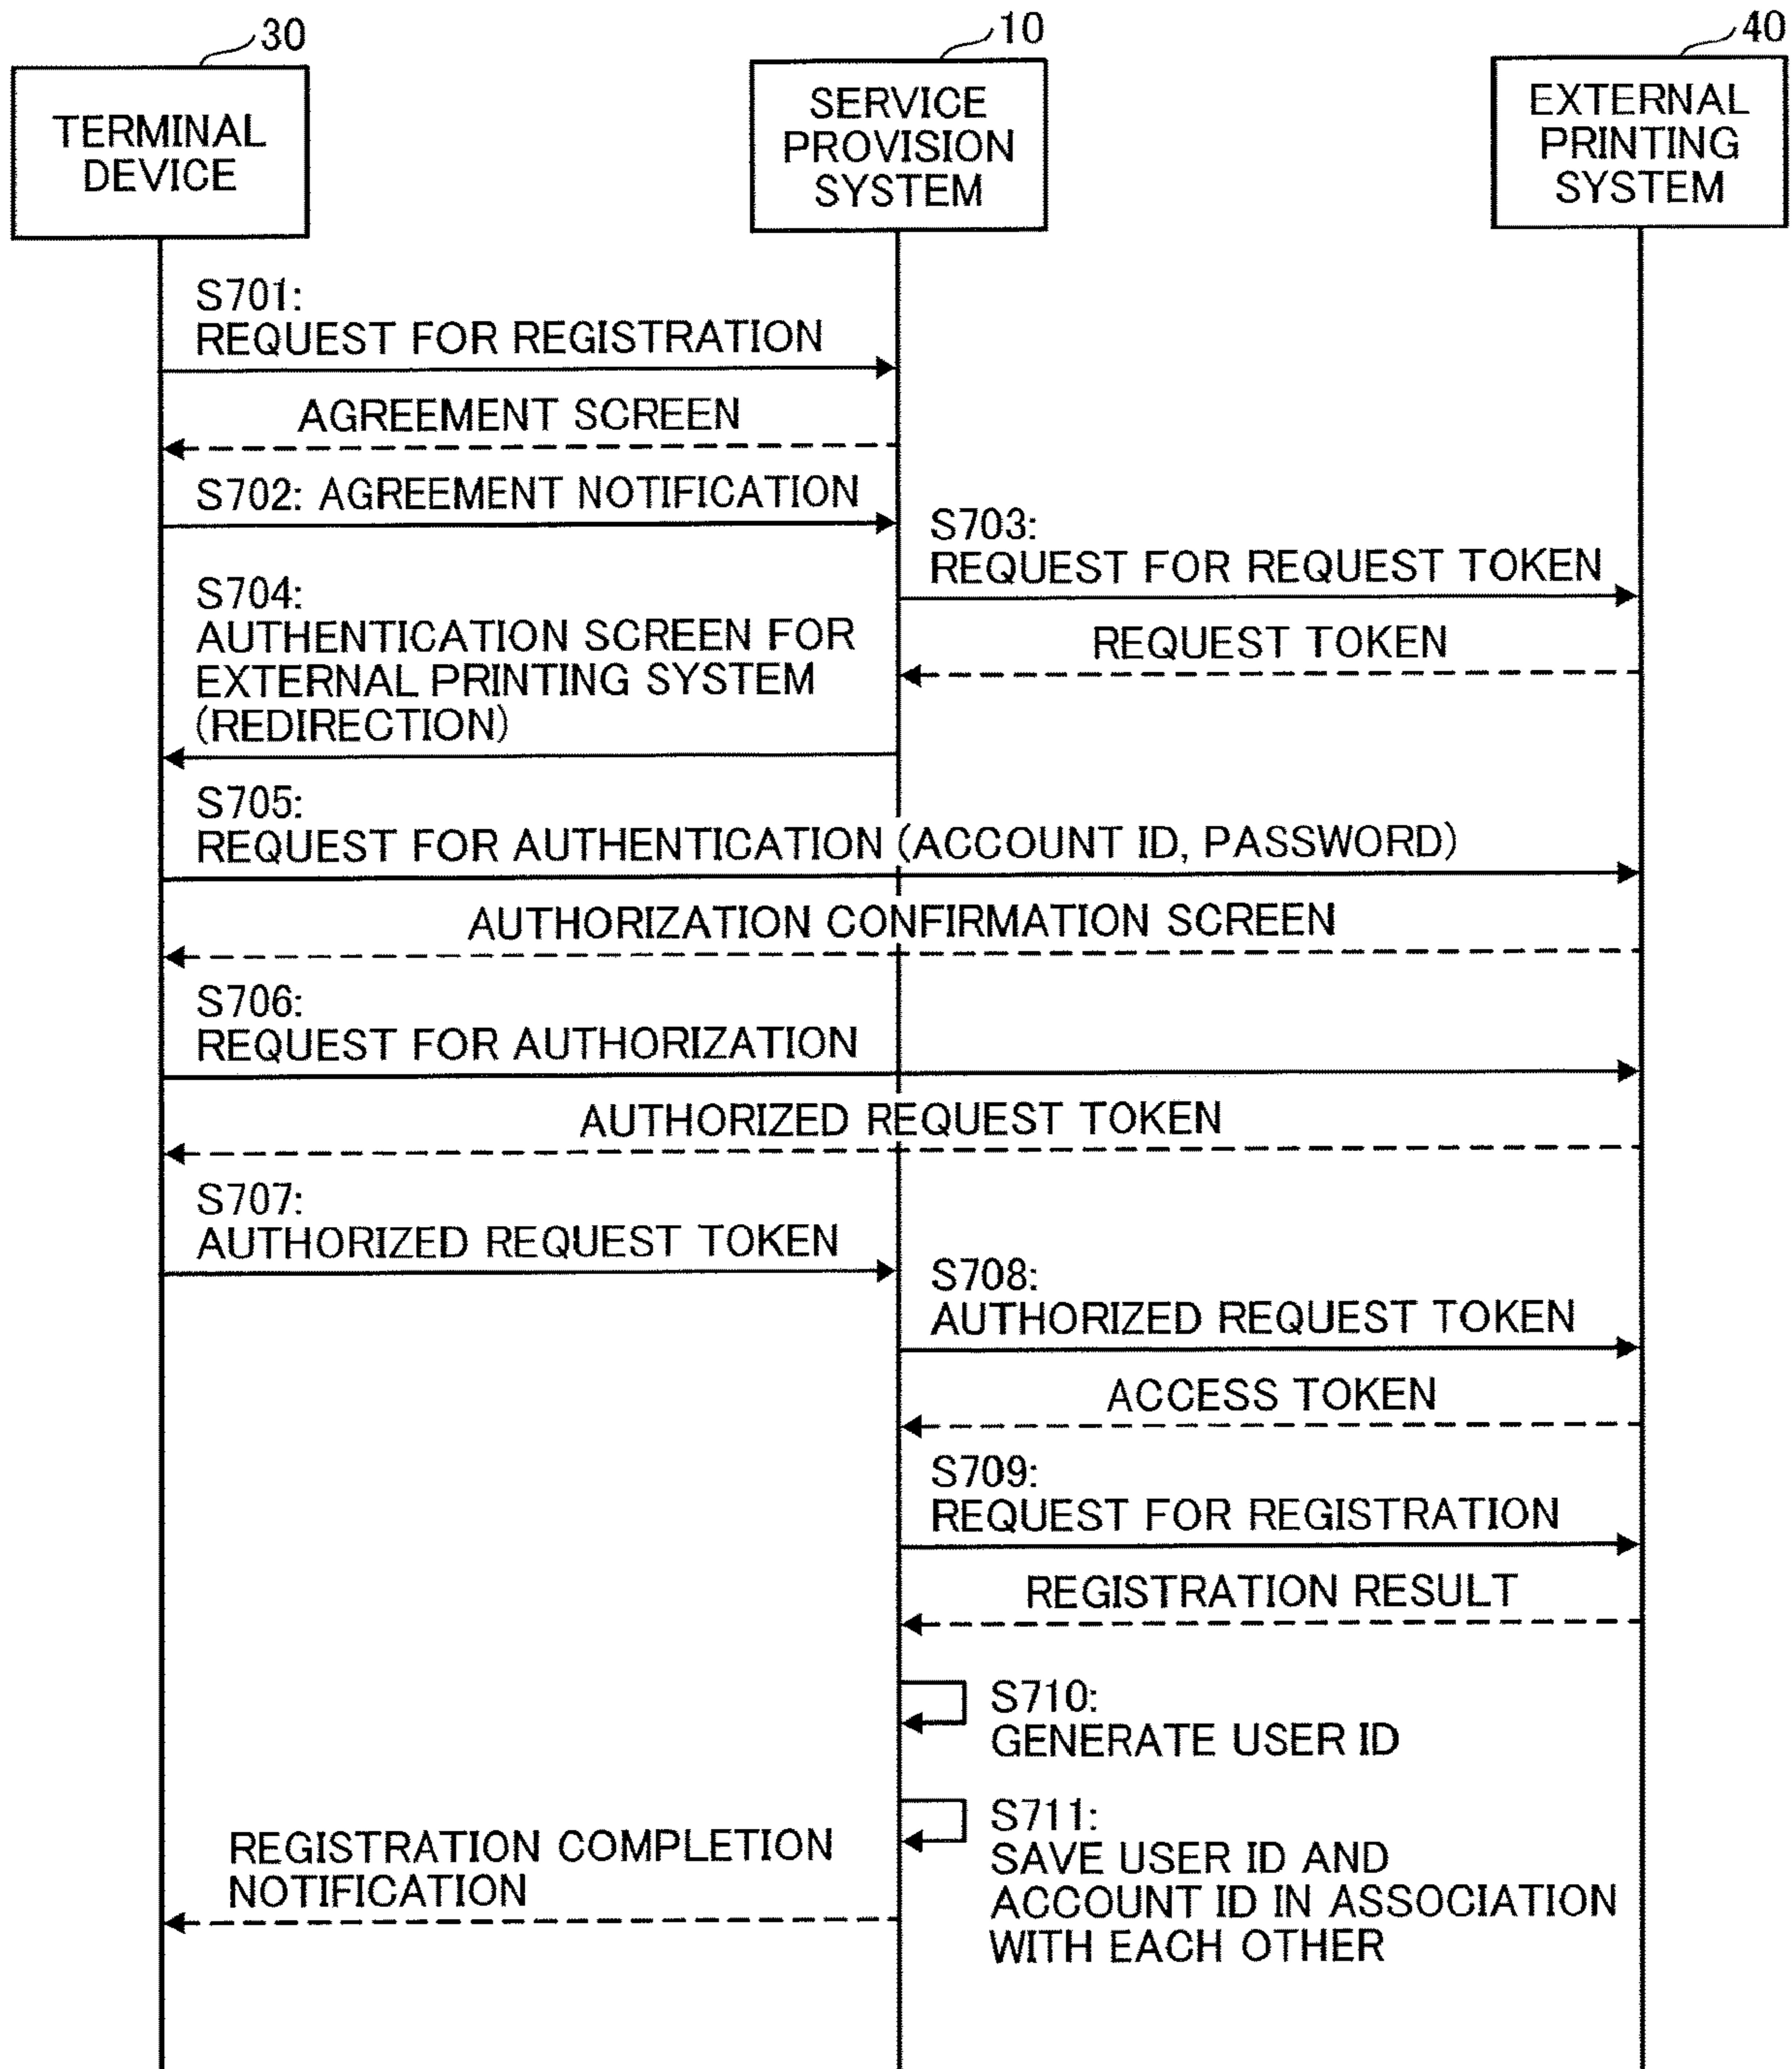 30
10
40
TERMINAL
DEVICE
SERVICE
PROVISION
SYSTEM
EXTERNAL
PRINTING
SYSTEM
S701:
REQUEST FOR REGISTRATION
AGREEMENT SCREEN
S702: AGREEMENT NOTIFICATION
S703:
REQUEST FOR REQUEST TOKEN
REQUEST TOKEN
S704:
AUTHENTICATION SCREEN FOR
EXTERNAL PRINTING SYSTEM
(REDIRECTION)
S705:
REQUEST FOR AUTHENTICATION (ACCOUNT ID, PASSWORD)
AUTHORIZATION CONFIRMATION SCREEN
S706:
REQUEST FOR AUTHORIZATION
AUTHORIZED REQUEST TOKEN
S707:
AUTHORIZED REQUEST TOKEN
S708:
AUTHORIZED REQUEST TOKEN
ACCESS TOKEN
S709:
REQUEST FOR REGISTRATION
REGISTRATION RESULT
S710:
GENERATE USER ID
S711:
SAVE USER ID AND
ACCOUNT ID IN ASSOCIATION
WITH EACH OTHER
REGISTRATION COMPLETION
NOTIFICATION